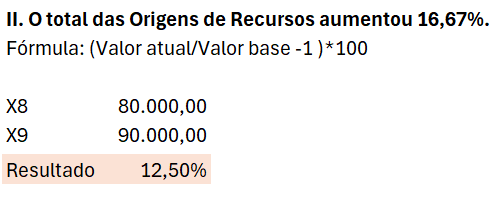 II. O total das Origens de Recursos aumentou 16,67%.
Fórmula: (Valor atual/Valor base -1 )*100
X8 80.000,00
X9 90.000,00
Resultado 12,50%